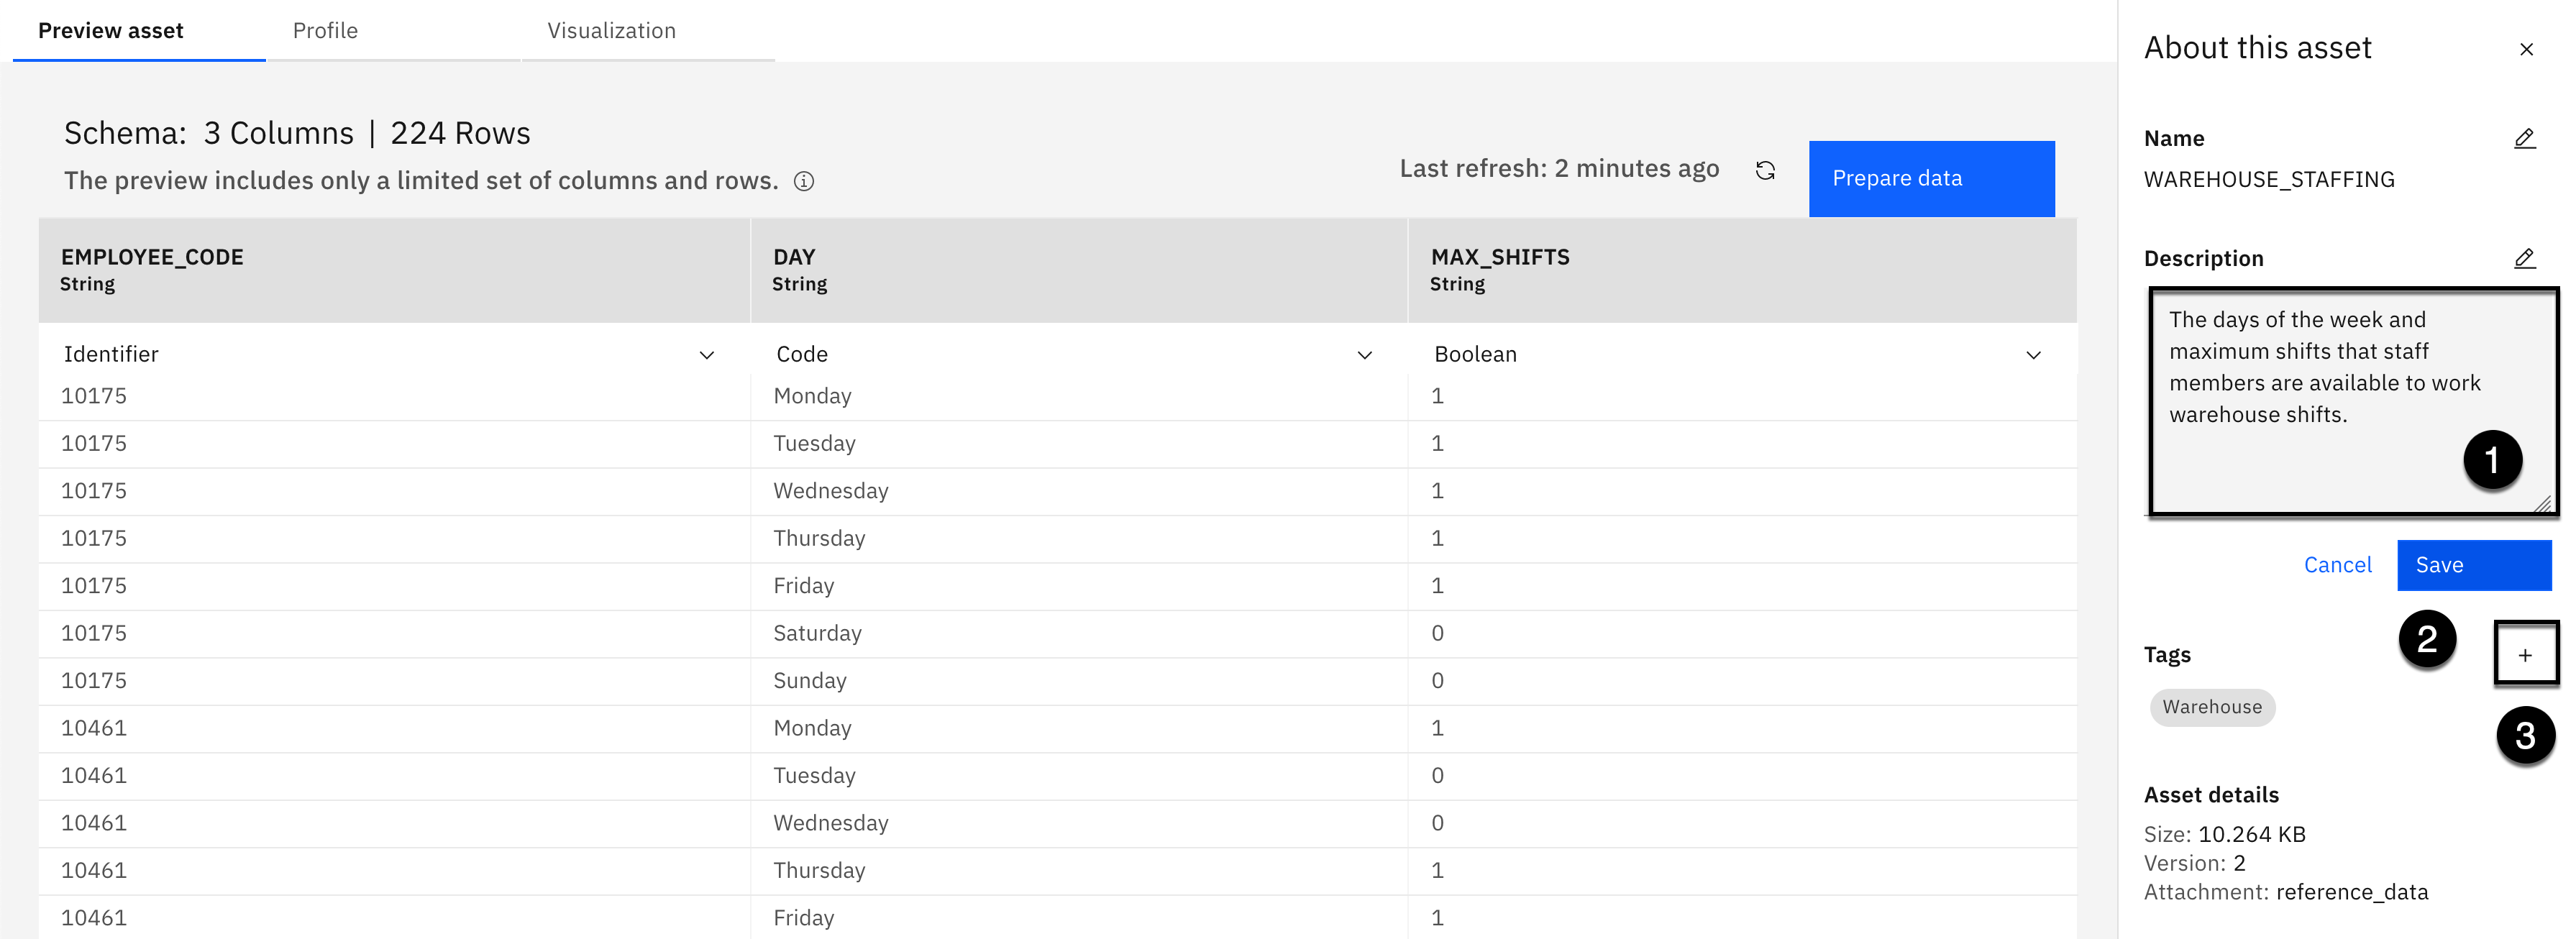 Preview asset Profile Visualization
Schema: 3 Columns | 224 Rows
The preview includes only a limited set of columns and rows.
Last refresh: 2 minutes ago
Prepare data
EMPLOYEE_CODE DAY MAX_SHIFTS
String String String
Identifier Code Boolean
10175 Monday 1
10175 Tuesday 1
10175 Wednesday 1
10175 Thursday 1
10175 Friday 1
10175 Saturday 0
10175 Sunday 0
10461 Monday 1
10461 Tuesday 0
10461 Wednesday 0
10461 Thursday 1
10461 Friday 1
About this asset
Name
WAREHOUSE_STAFFING
Description
The days of the week and
maximum shifts that staff
members are available to work
warehouse shifts.
1
Cancel Save
2
Tags +
Warehouse
3
Asset details
Size: 10.264 KB
Version: 2
Attachment: reference_data